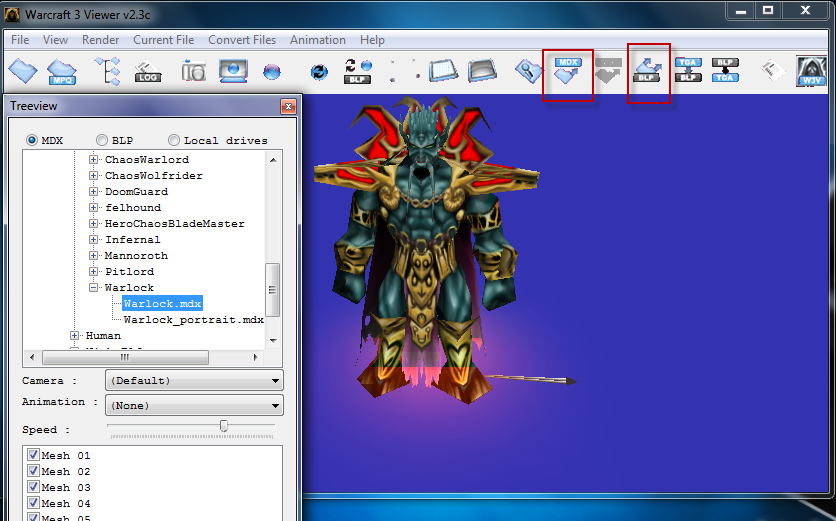 Warcraft 3 Viewer v2.3c
File View Render Current File Convert Files Animation Help
MPQ LOG BLP MDX BLP TGA BLP BLP TGA W3V
Treeview
MDX BLP Local drives
ChaosWarlord
ChaosWolfrider
DoomGuard
felhound
HeroChaosBladeMaster
Infernal
Mannoroth
Pitlord
Warlock
Warlock.mdx
Warlock_portrait.mdx
Human
Camera : (Default)
Animation : (None)
Speed :
Mesh 01
Mesh 02
Mesh 03
Mesh 04
Mesh 05